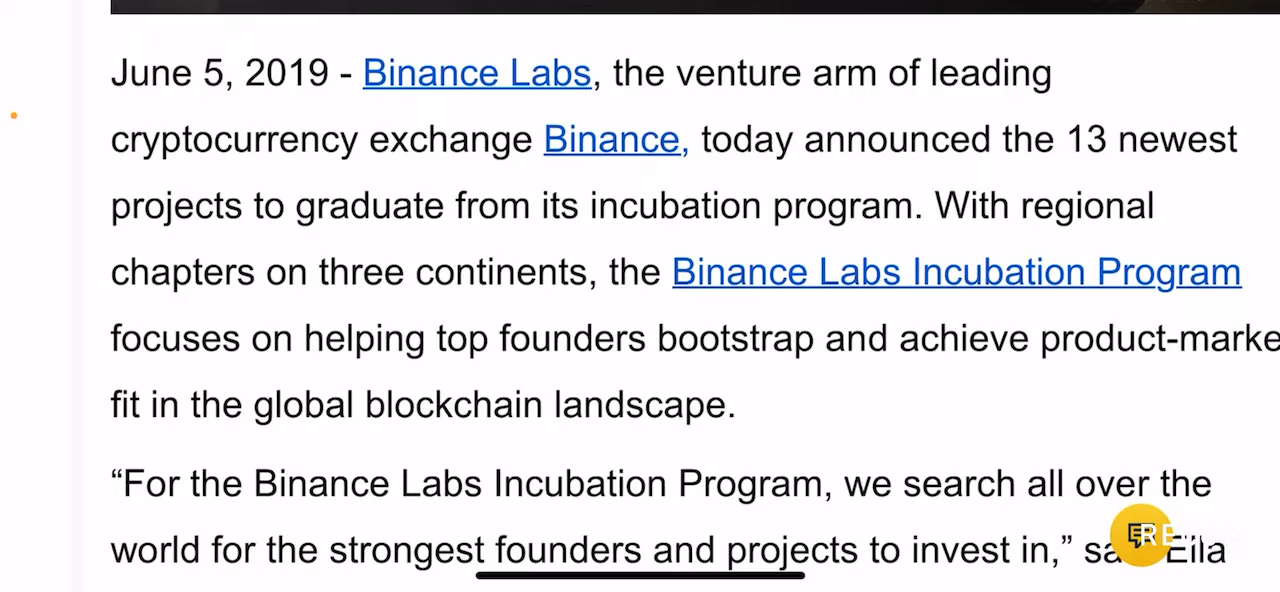 June 5, 2019 - Binance Labs, the venture arm of leading
cryptocurrency exchange Binance, today announced the 13 newest
projects to graduate from its incubation program. With regional
chapters on three continents, the Binance Labs Incubation Program
focuses on helping top founders bootstrap and achieve product-marke
fit in the global blockchain landscape.
“For the Binance Labs Incubation Program, we search all over the
world for the strongest founders and projects to invest in,” Ella